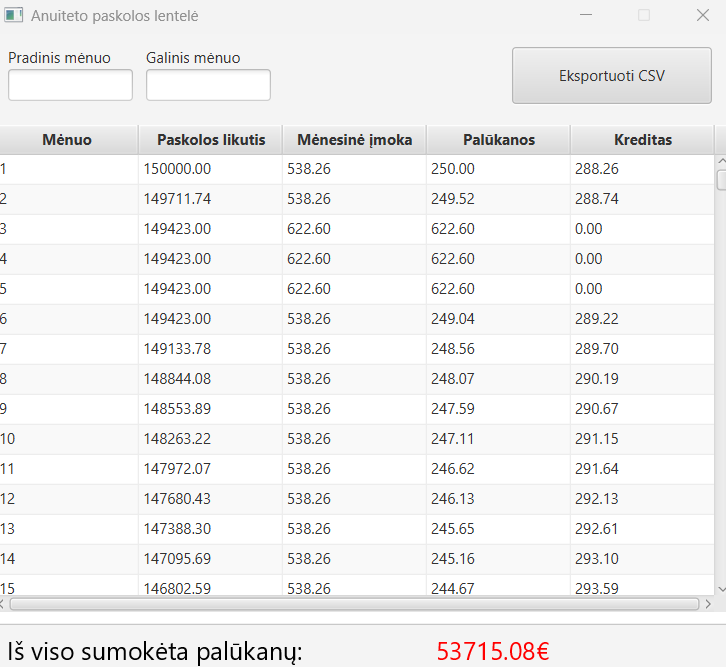 Anuiteto paskolos lentelė
Pradinis mėnuo Galinis mėnuo
Eksportuoti CSV
Mėnuo Paskolos likutis Mėnesinė įmoka Palūkanos Kreditas
1 150000.00 538.26 250.00 288.26
2 149711.74 538.26 249.52 288.74
3 149423.00 622.60 622.60 0.00
4 149423.00 622.60 622.60 0.00
5 149423.00 622.60 622.60 0.00
6 149423.00 538.26 249.04 289.22
7 149133.78 538.26 248.56 289.70
8 148844.08 538.26 248.07 290.19
9 148553.89 538.26 247.59 290.67
10 148263.22 538.26 247.11 291.15
11 147972.07 538.26 246.62 291.64
12 147680.43 538.26 246.13 292.13
13 147388.30 538.26 245.65 292.61
14 147095.69 538.26 245.16 293.10
15 146802.59 538.26 244.67 293.59
Iš viso sumokėta palūkanų: 53715.08€